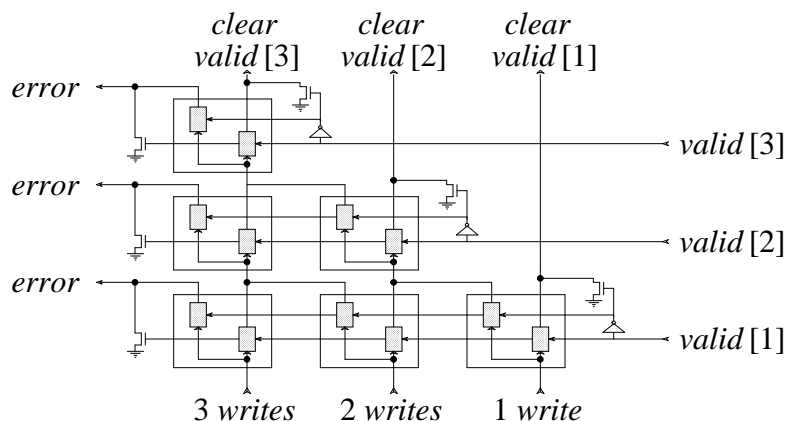 clear clear clear
valid [3] valid [2] valid [1]
error
valid [3]
error
valid [2]
error
valid [1]
3 writes 2 writes 1 write